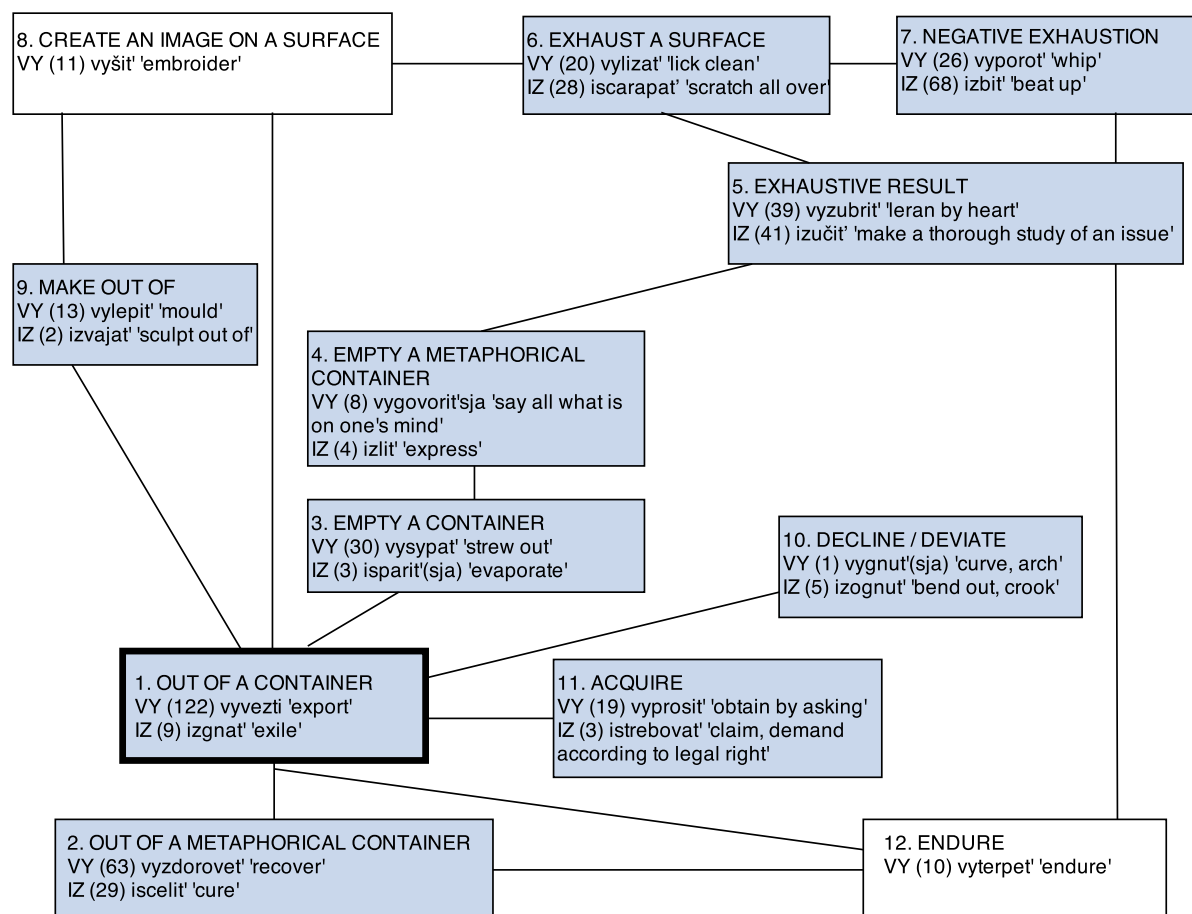 8. CREATE AN IMAGE ON A SURFACE
VY (11) vyšit' 'embroider'
6. EXHAUST A SURFACE
VY (20) vylizat' 'lick clean'
IZ (28) iscarapat’ 'scratch all over'
7. NEGATIVE EXHAUSTION
VY (26) vyporot' 'whip'
IZ (68) izbit' 'beat up'
5. EXHAUSTIVE RESULT
VY (39) vyzubrit' 'leran by heart'
IZ (41) izučit’ 'make a thorough study of an issue'
9. MAKE OUT OF
VY (13) vylepit' 'mould'
IZ (2) izvajat' 'sculpt out of'
4. EMPTY A METAPHORICAL
CONTAINER
VY (8) vygovorit'sja 'say all what is
on one's mind'
IZ (4) izlit' 'express'
3. EMPTY A CONTAINER
VY (30) vysypat' 'strew out'
IZ (3) isparit'(sja) 'evaporate'
10. DECLINE / DEVIATE
VY (1) vygnut'(sja) 'curve, arch'
IZ (5) izognut' 'bend out, crook'
1. OUT OF A CONTAINER
VY (122) vyvezti 'export'
IZ (9) izgnat' 'exile'
11. ACQUIRE
VY (19) vyprosit' 'obtain by asking'
IZ (3) istrebovat' 'claim, demand
according to legal right'
2. OUT OF A METAPHORICAL CONTAINER
VY (63) vyzdorovet' 'recover'
IZ (29) iscelit' 'cure'
12. ENDURE
VY (10) vyterpet' 'endure'